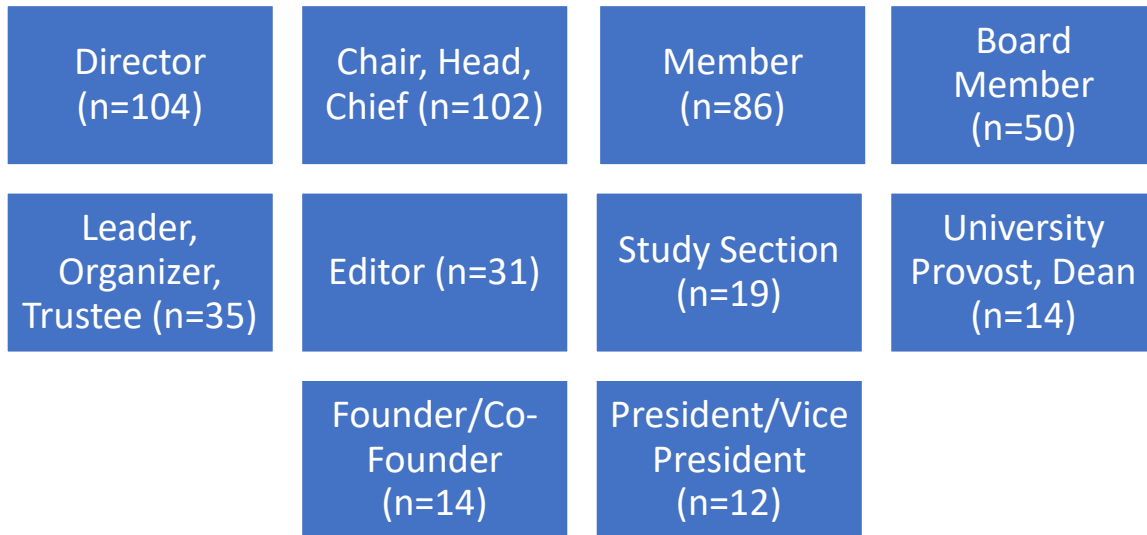 Director
(n=104)
Chair, Head,
Chief (n=102)
Member
(n=86)
Board
Member
(n=50)
Leader,
Organizer,
Trustee (n=35)
Editor (n=31)
Study Section
(n=19)
University
Provost, Dean
(n=14)
Founder/Co-
Founder
(n=14)
President/Vice
President
(n=12)